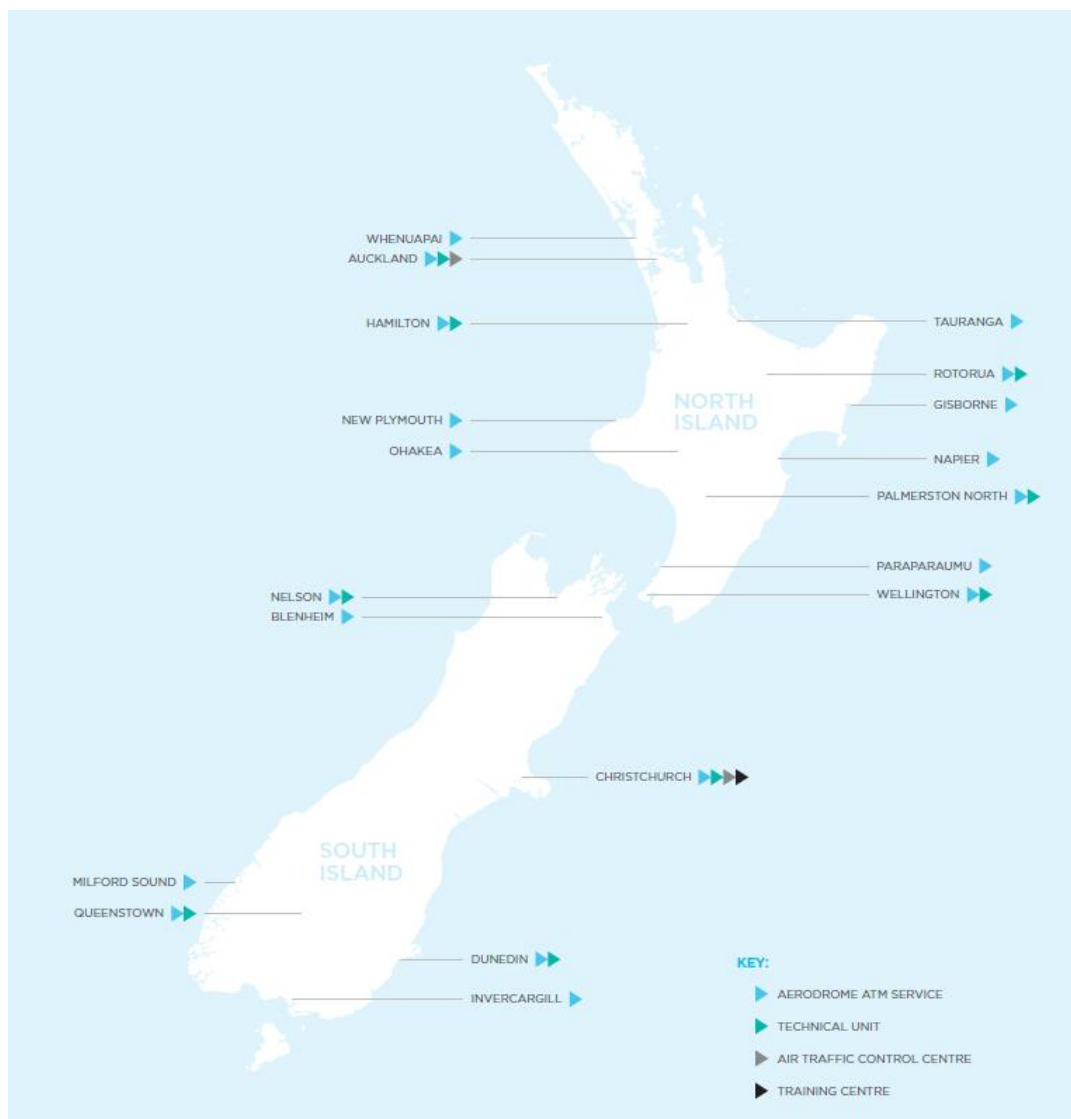 WHENUAPAI
AUCKLAND
HAMILTON
TAURANGA
ROTORUA
NORTH
ISLAND
GISBORNE
NEW PLYMOUTH
OHAKEA
NAPIER
PALMERSTON NORTH
PARAPARAUMU
NELSON
WELLINGTON
BLENHEIM
CHRISTCHURCH
SOUTH
ISLAND
MILFORD SOUND
QUEENSTOWN
DUNEDIN
INVERCARGILL
KEY:
AERODROME ATM SERVICE
TECHNICAL UNIT
AIR TRAFFIC CONTROL CENTRE
TRAINING CENTRE